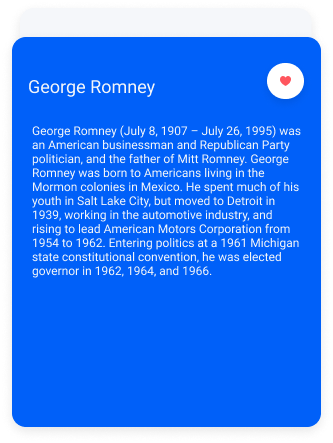 George Romney
George Romney (July 8, 1907 – July 26, 1995) was
an American businessman and Republican Party
politician, and the father of Mitt Romney. George
Romney was born to Americans living in the
Mormon colonies in Mexico. He spent much of his
youth in Salt Lake City, but moved to Detroit in
1939, working in the automotive industry, and
rising to lead American Motors Corporation from
1954 to 1962. Entering politics at a 1961 Michigan
state constitutional convention, he was elected
governor in 1962, 1964, and 1966.